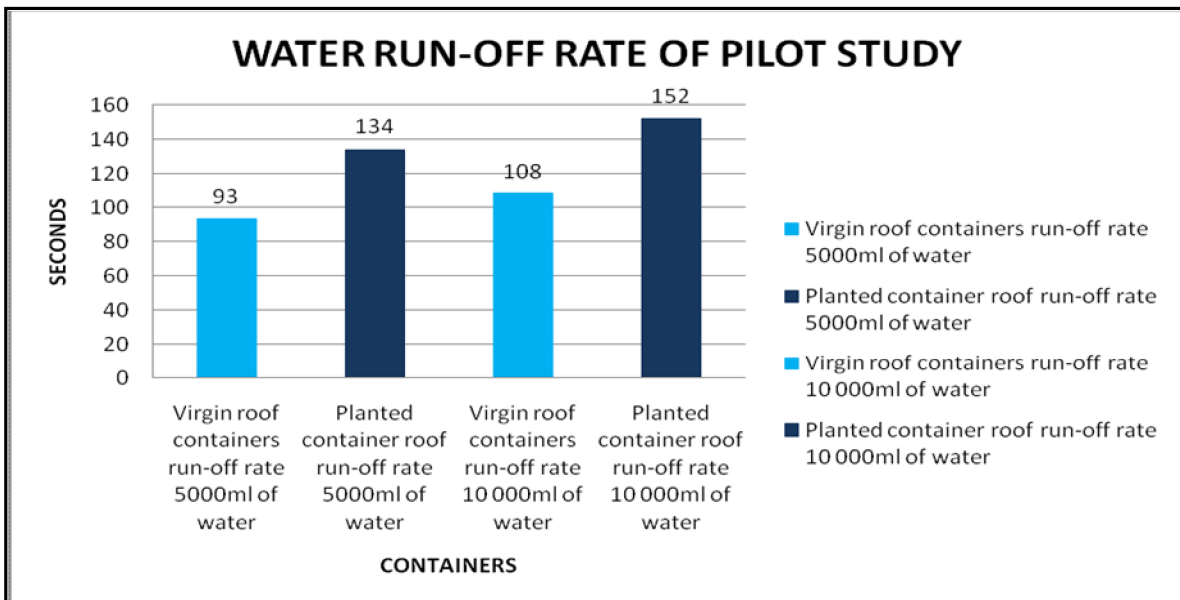 WATER RUN-OFF RATE OF PILOT STUDY
SECONDS
160
140
120
100
80
60
40
20
0
93
134
108
152
Virgin roof
containers
run-off rate
5000ml of
water
Planted
container roof
run-off rate
5000ml of
water
Virgin roof
containers
run-off rate
10 000ml of
water
Planted
container roof
run-off rate
10 000ml of
water
CONTAINERS
Virgin roof containers run-off rate
5000ml of water
Planted container roof run-off rate
5000ml of water
Virgin roof containers run-off rate
10 000ml of water
Planted container roof run-off rate
10 000ml of water